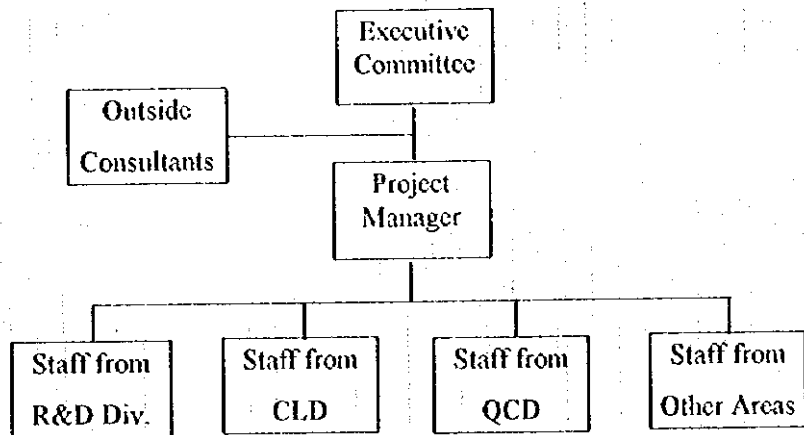 Executive
Committee
Outside
Consultants
Project
Manager
Staff from
R&D Div.
Staff from
CLD
Staff from
QCD
Staff from
Other Areas